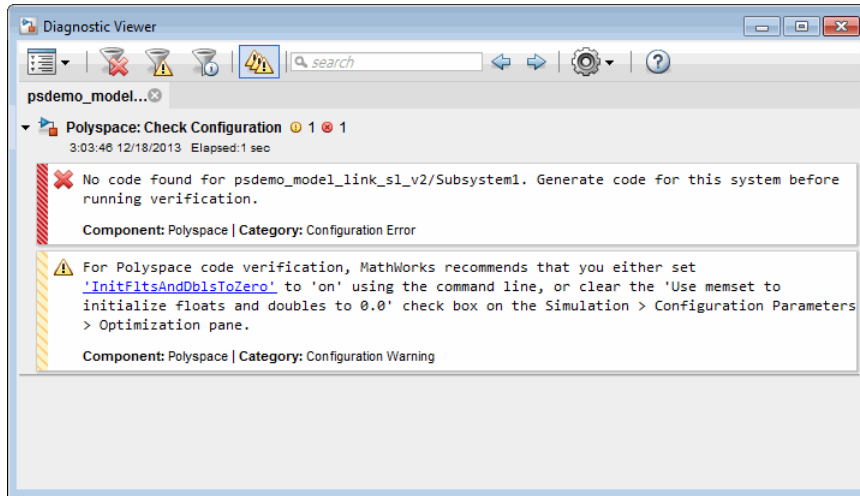 Diagnostic Viewer
search
psdemo_model...
Polyspace: Check Configuration 1 1
3:03:46 12/18/2013 Elapsed:1 sec
No code found for psdemo_model_link_sl_v2/Subsystem1. Generate code for this system before
running verification.
Component: Polyspace | Category: Configuration Error
For Polyspace code verification, MathWorks recommends that you either set
'InitFltsAndDblsToZero' to 'on' using the command line, or clear the 'Use memset to
initialize floats and doubles to 0.0' check box on the Simulation > Configuration Parameters
> Optimization pane.
Component: Polyspace | Category: Configuration Warning